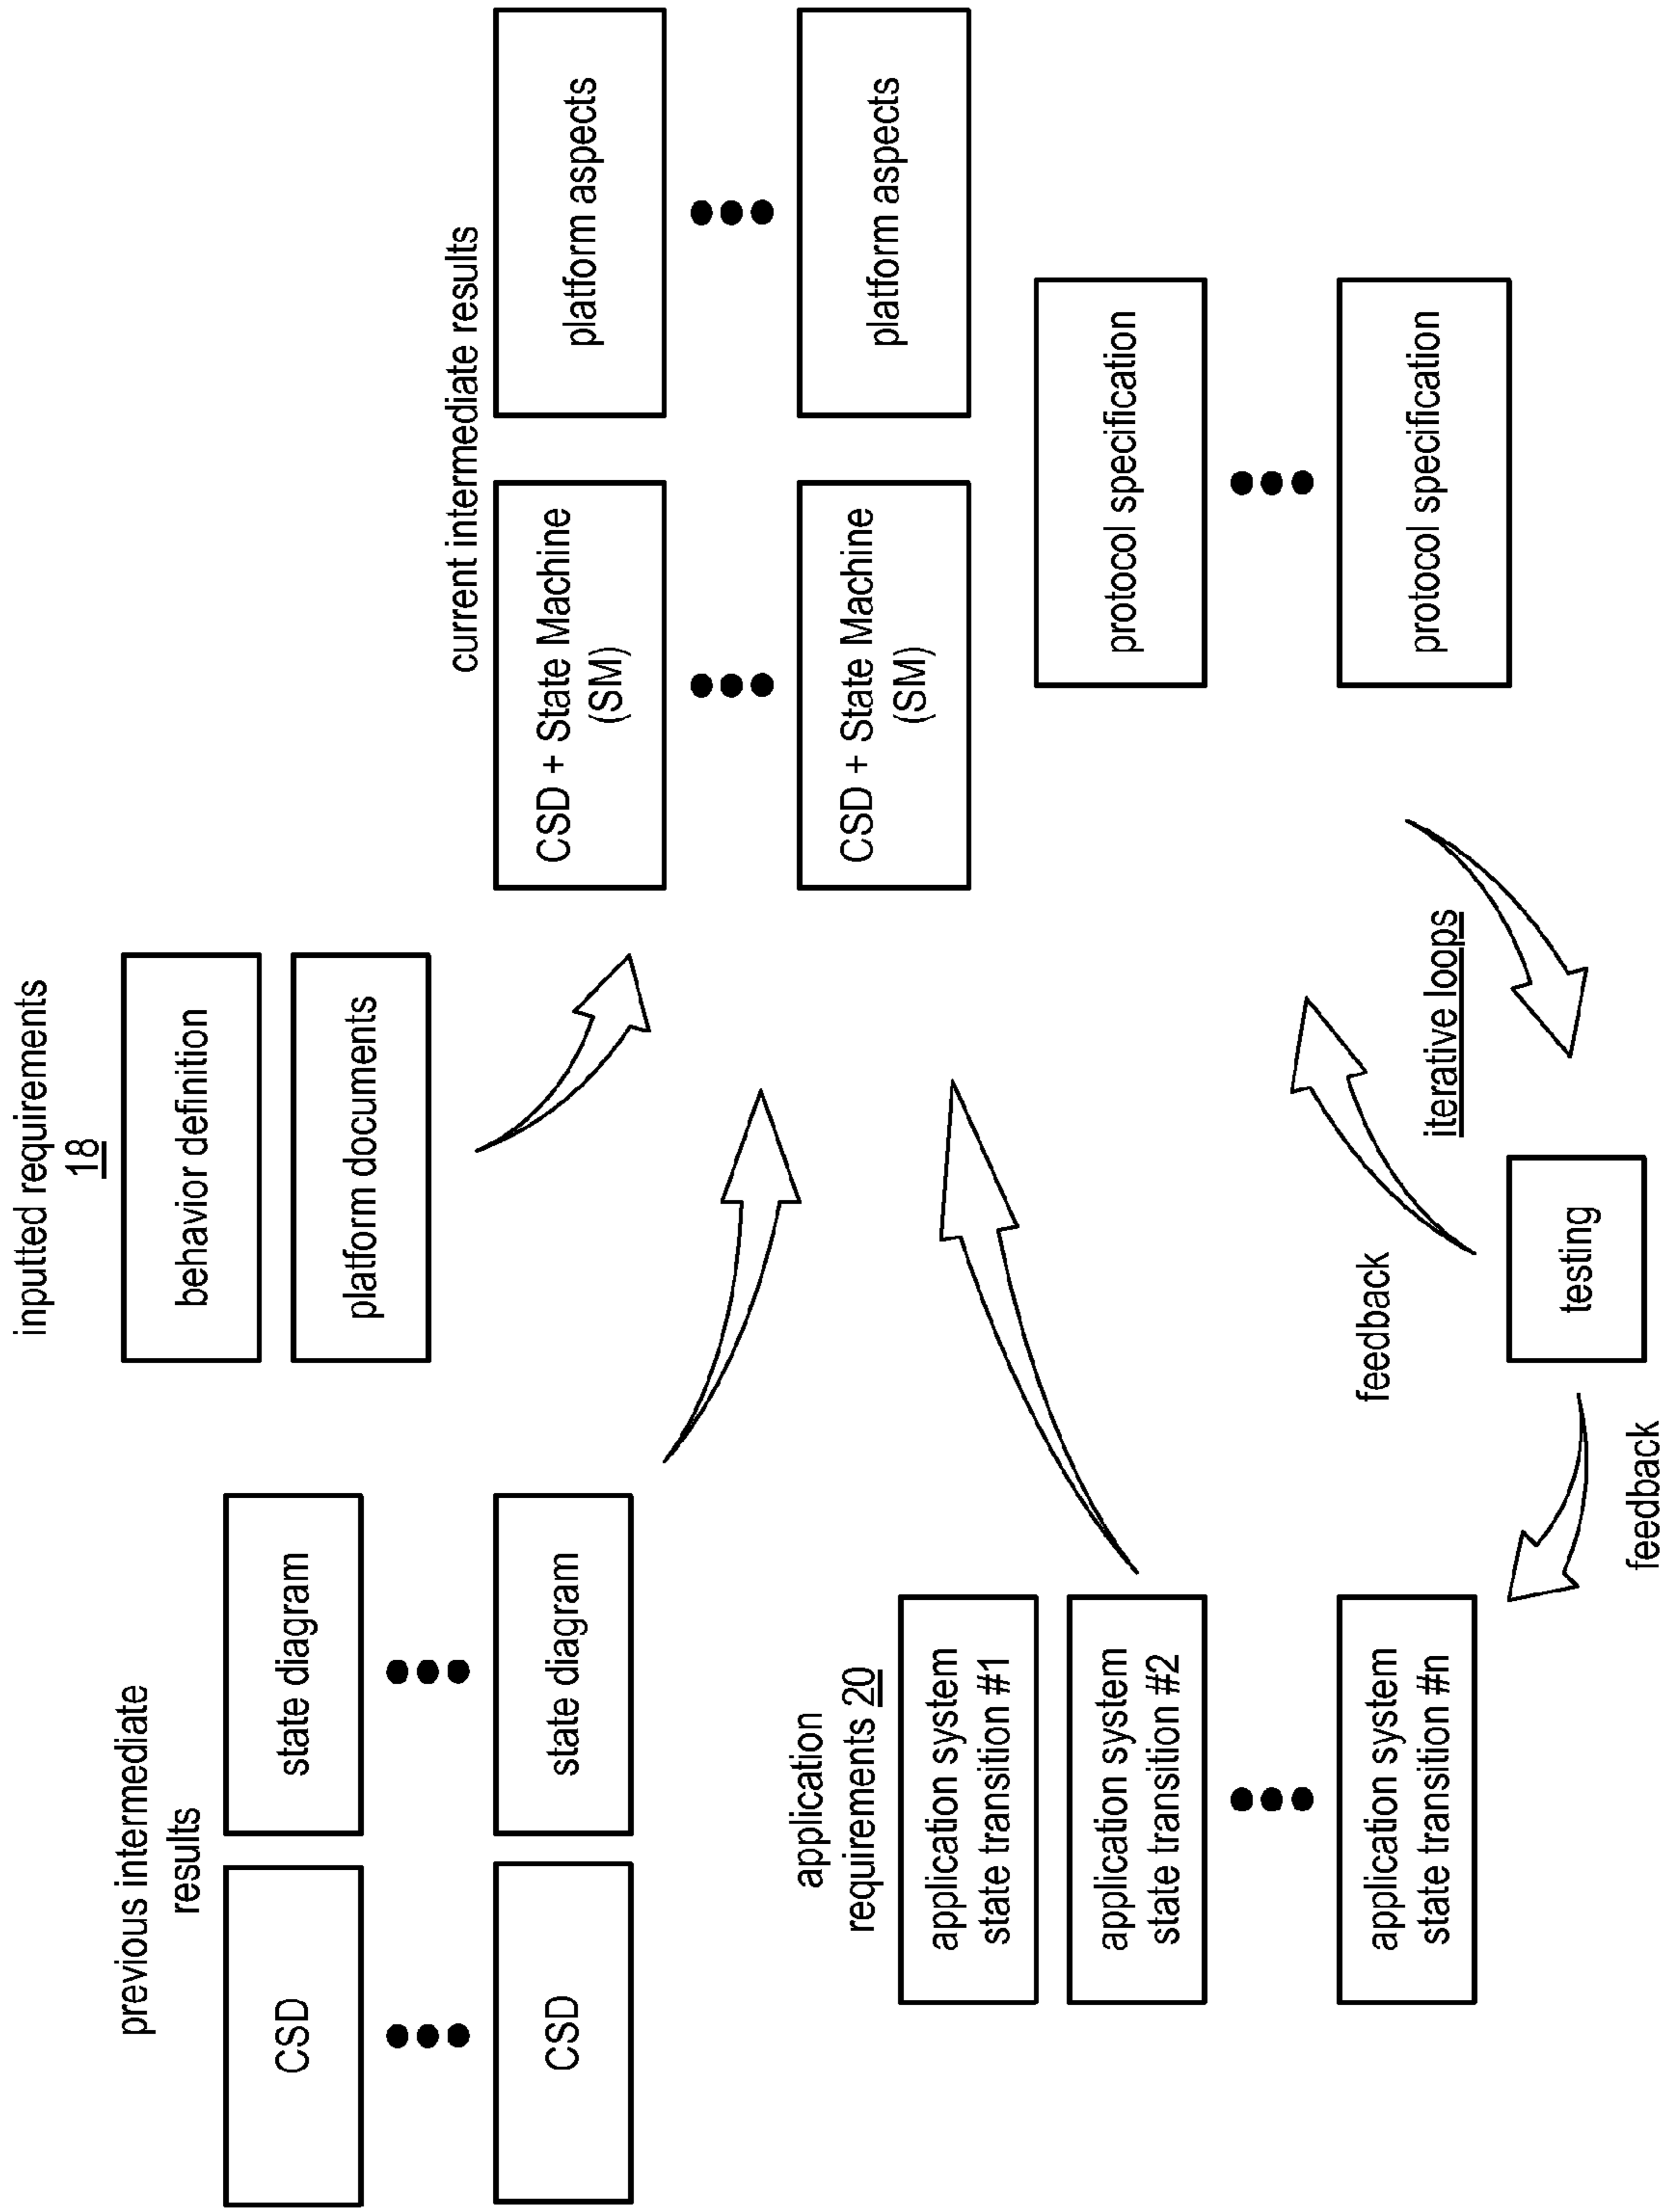 inputted requirements
18
behavior definition
platform documents
previous intermediate
results
CSD
state diagram
CSD
state diagram
current intermediate results
CSD + State Machine
(SM)
platform aspects
CSD + State Machine
(SM)
platform aspects
application
requirements 20
application system
state transition #1
application system
state transition #2
application system
state transition #n
protocol specification
protocol specification
feedback
iterative loops
testing
feedback